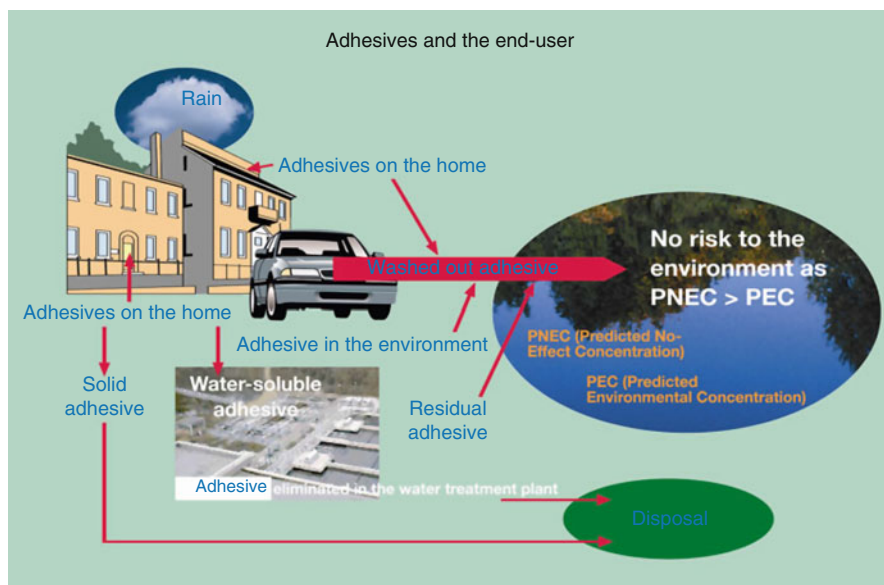 Adhesives and the end-user
Rain
Adhesives on the home
Washed out adhesive
No risk to the
environment as
PNEC > PEC
Adhesives on the home
Adhesive in the environment
PNEC (Predicted No-
Effect Concentration)
PEC (Predicted
Environmental Concentration)
Solid
adhesive
Water-soluble
adhesive
Residual
adhesive
Adhesive eliminated in the water treatment plant
Disposal